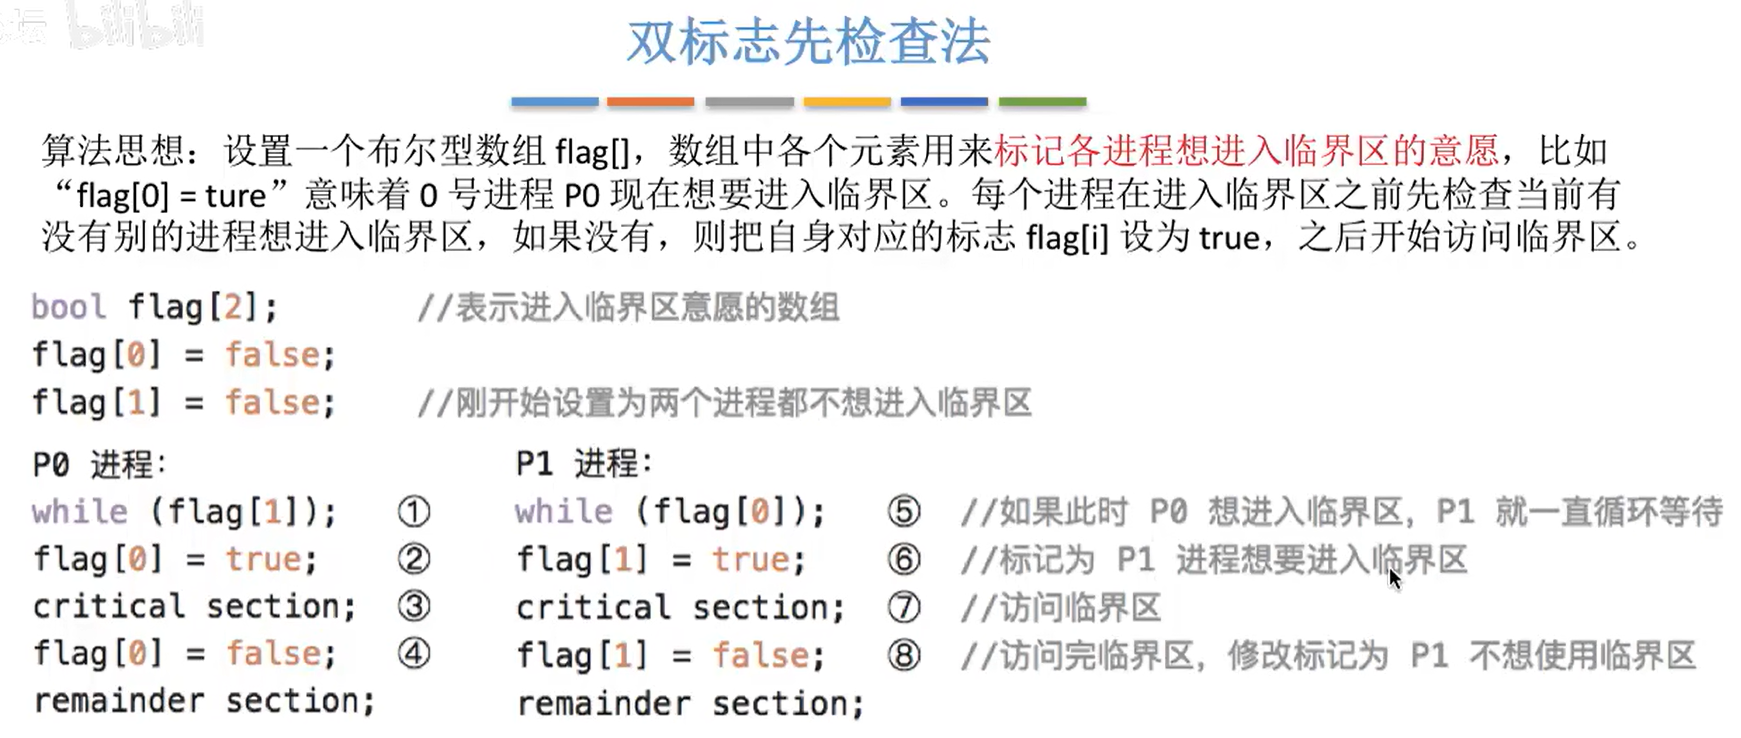 坛 bilibili
双标志先检查法
算法思想：设置一个布尔型数组 flag[]，数组中各个元素用来标记各进程想进入临界区的意愿，比如
“flag[0] = ture”意味着 0 号进程 P0 现在想要进入临界区。每个进程在进入临界区之前先检查当前有
没有别的进程想进入临界区，如果没有，则把自身对应的标志 flag[i] 设为 true，之后开始访问临界区。
bool flag[2]; //表示进入临界区意愿的数组
flag[0] = false;
flag[1] = false; //刚开始设置为两个进程都不想进入临界区
P0 进程: P1 进程:
while (flag[1]); ① while (flag[0]); ⑤ //如果此时 P0 想进入临界区，P1 就一直循环等待
flag[0] = true; ② flag[1] = true; ⑥ //标记为 P1 进程想要进入临界区
critical section; ③ critical section; ⑦ //访问临界区
flag[0] = false; ④ flag[1] = false; ⑧ //访问完临界区，修改标记为 P1 不想使用临界区
remainder section; remainder section;